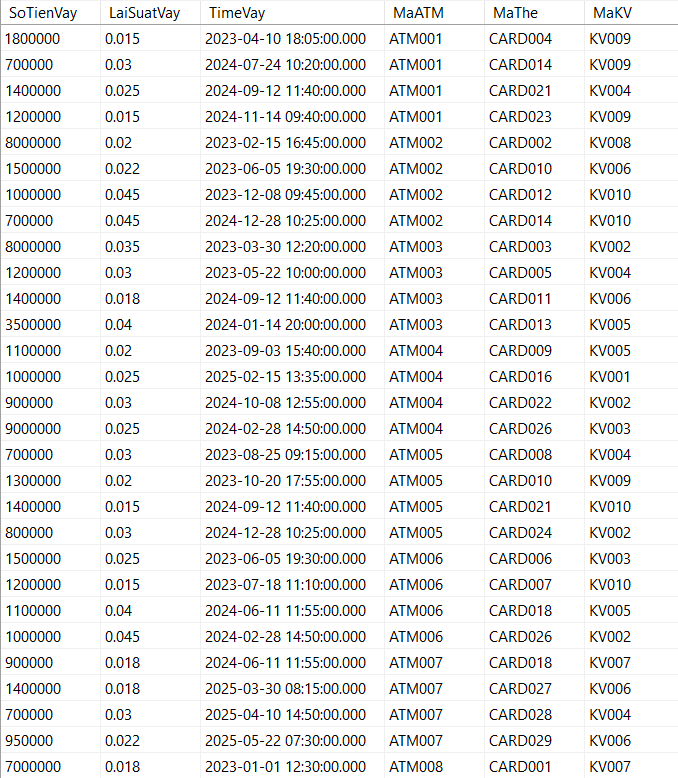 SoTienVay LaiSuatVay TimeVay MaATM MaThe MaKV
1800000 0.015 2023-04-10 18:05:00.000 ATM001 CARD004 KV009
700000 0.03 2024-07-24 10:20:00.000 ATM001 CARD014 KV009
1400000 0.025 2024-09-12 11:40:00.000 ATM001 CARD021 KV004
1200000 0.015 2024-11-14 09:40:00.000 ATM001 CARD023 KV009
8000000 0.02 2023-02-15 16:45:00.000 ATM002 CARD002 KV008
1500000 0.022 2023-06-05 19:30:00.000 ATM002 CARD010 KV006
1000000 0.045 2023-12-08 09:45:00.000 ATM002 CARD012 KV010
700000 0.045 2024-12-28 10:25:00.000 ATM002 CARD014 KV010
8000000 0.035 2023-03-30 12:20:00.000 ATM003 CARD003 KV002
1200000 0.03 2023-05-22 10:00:00.000 ATM003 CARD005 KV004
1400000 0.018 2024-09-12 11:40:00.000 ATM003 CARD011 KV006
3500000 0.04 2024-01-14 20:00:00.000 ATM003 CARD013 KV005
1100000 0.02 2023-09-03 15:40:00.000 ATM004 CARD009 KV005
1000000 0.025 2025-02-15 13:35:00.000 ATM004 CARD016 KV001
900000 0.03 2024-10-08 12:55:00.000 ATM004 CARD022 KV002
9000000 0.025 2024-02-28 14:50:00.000 ATM004 CARD026 KV003
700000 0.03 2023-08-25 09:15:00.000 ATM005 CARD008 KV004
1300000 0.02 2023-10-20 17:55:00.000 ATM005 CARD010 KV009
1400000 0.015 2024-09-12 11:40:00.000 ATM005 CARD021 KV010
800000 0.03 2024-12-28 10:25:00.000 ATM005 CARD024 KV002
1500000 0.025 2023-06-05 19:30:00.000 ATM006 CARD006 KV003
1200000 0.015 2023-07-18 11:10:00.000 ATM006 CARD007 KV010
1100000 0.04 2024-06-11 11:55:00.000 ATM006 CARD018 KV005
1000000 0.045 2024-02-28 14:50:00.000 ATM006 CARD026 KV002
900000 0.018 2024-06-11 11:55:00.000 ATM007 CARD018 KV007
1400000 0.018 2025-03-30 08:15:00.000 ATM007 CARD027 KV006
700000 0.03 2025-04-10 14:50:00.000 ATM007 CARD028 KV004
950000 0.022 2025-05-22 07:30:00.000 ATM007 CARD029 KV006
7000000 0.018 2023-01-01 12:30:00.000 ATM008 CARD001 KV007